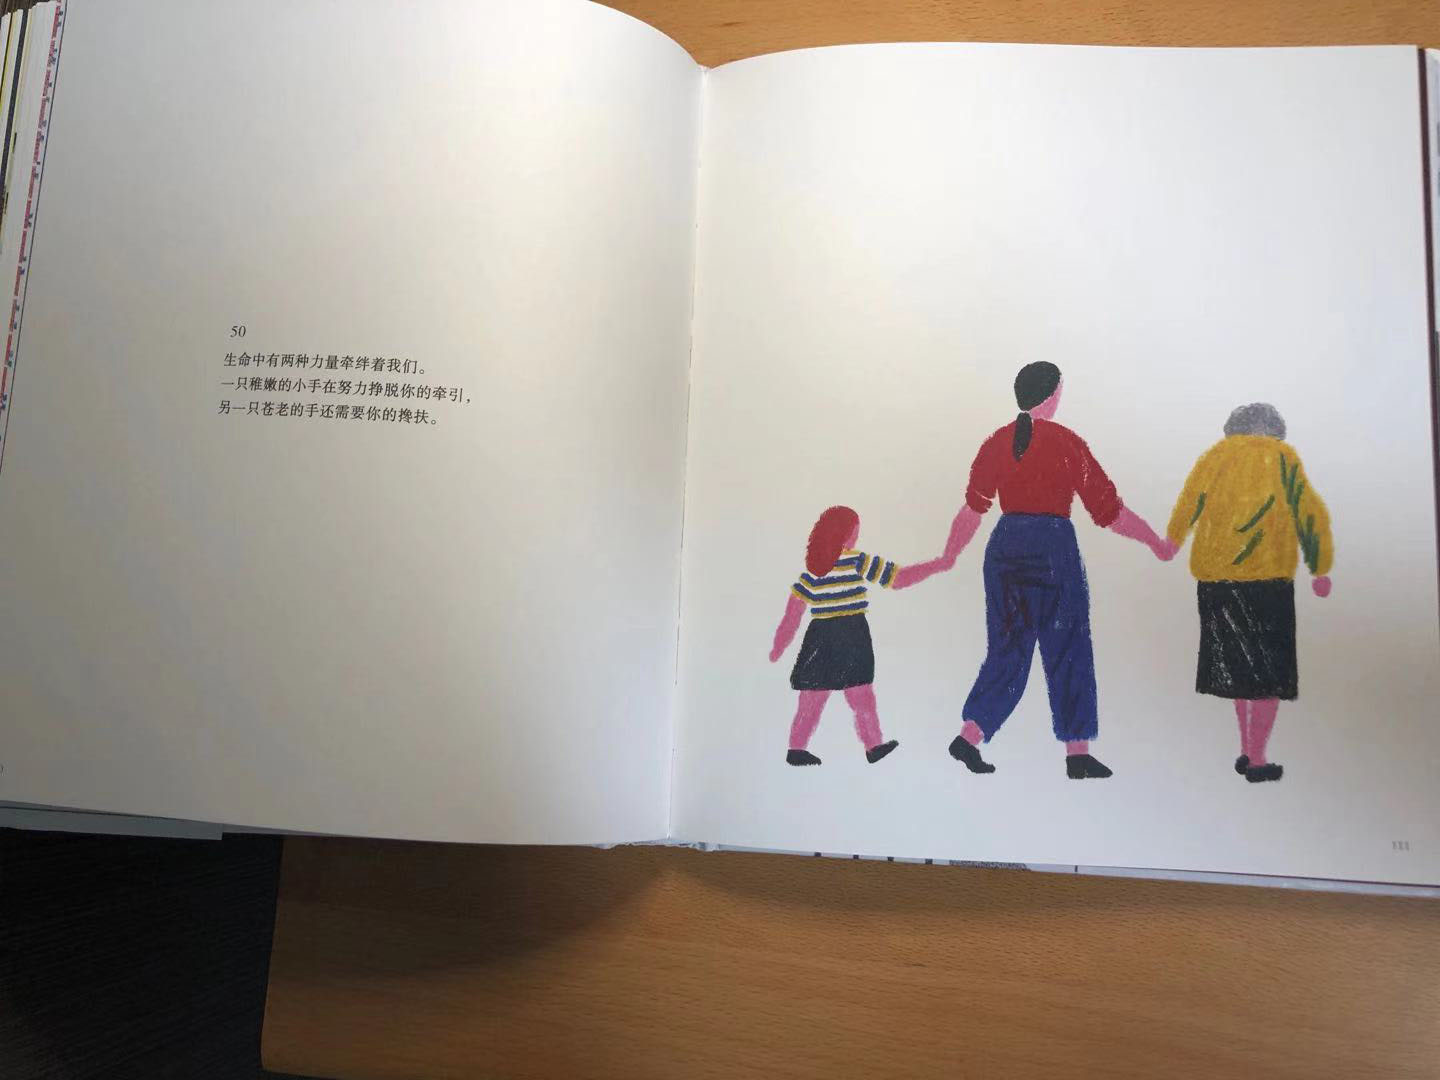 50
生命中有两种力量牵绊着我们。
一只稚嫩的小手在努力挣脱你的牵引，
另一只苍老的手还需要你的搀扶。
111